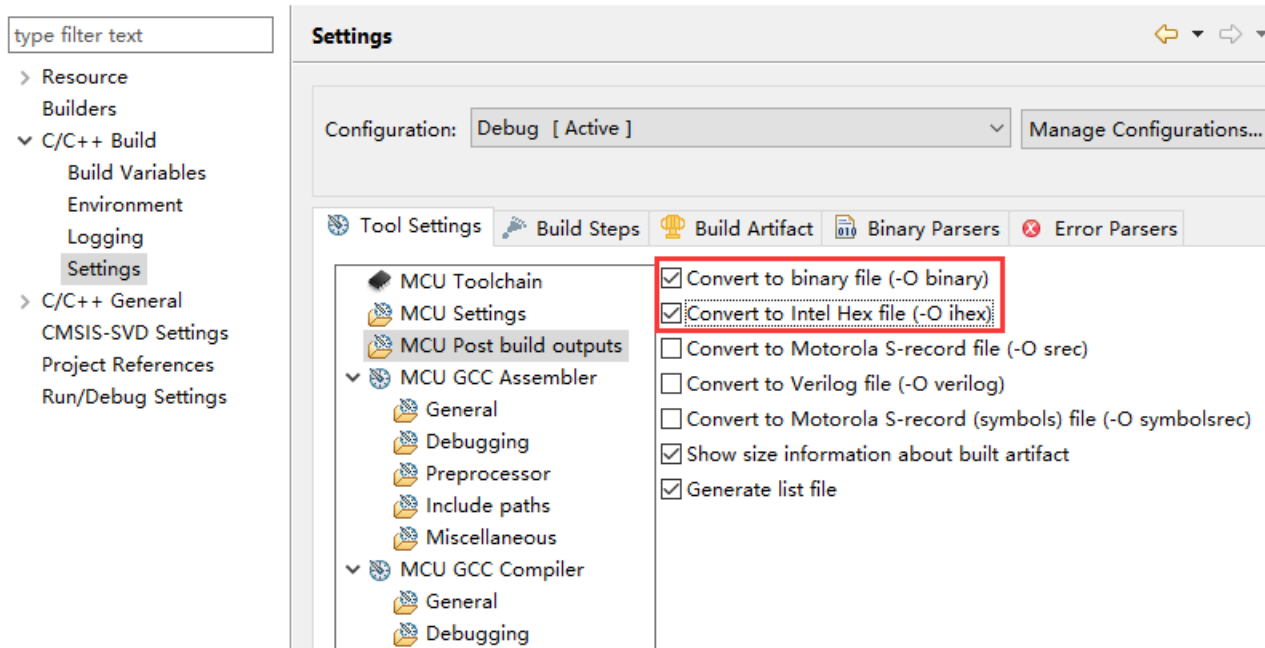 type filter text
Resource
Builders
C/C++ Build
Build Variables
Environment
Logging
Settings
C/C++ General
CMSIS-SVD Settings
Project References
Run/Debug Settings
Settings
Configuration: Debug [ Active ] Manage Configurations...
Tool Settings Build Steps Build Artifact Binary Parsers Error Parsers
MCU Toolchain
MCU Settings
MCU Post build outputs
MCU GCC Assembler
General
Debugging
Preprocessor
Include paths
Miscellaneous
MCU GCC Compiler
General
Debugging
Convert to binary file (-O binary)
Convert to Intel Hex file (-O ihex)
Convert to Motorola S-record file (-O srec)
Convert to Verilog file (-O verilog)
Convert to Motorola S-record (symbols) file (-O symbolsrec)
Show size information about built artifact
Generate list file